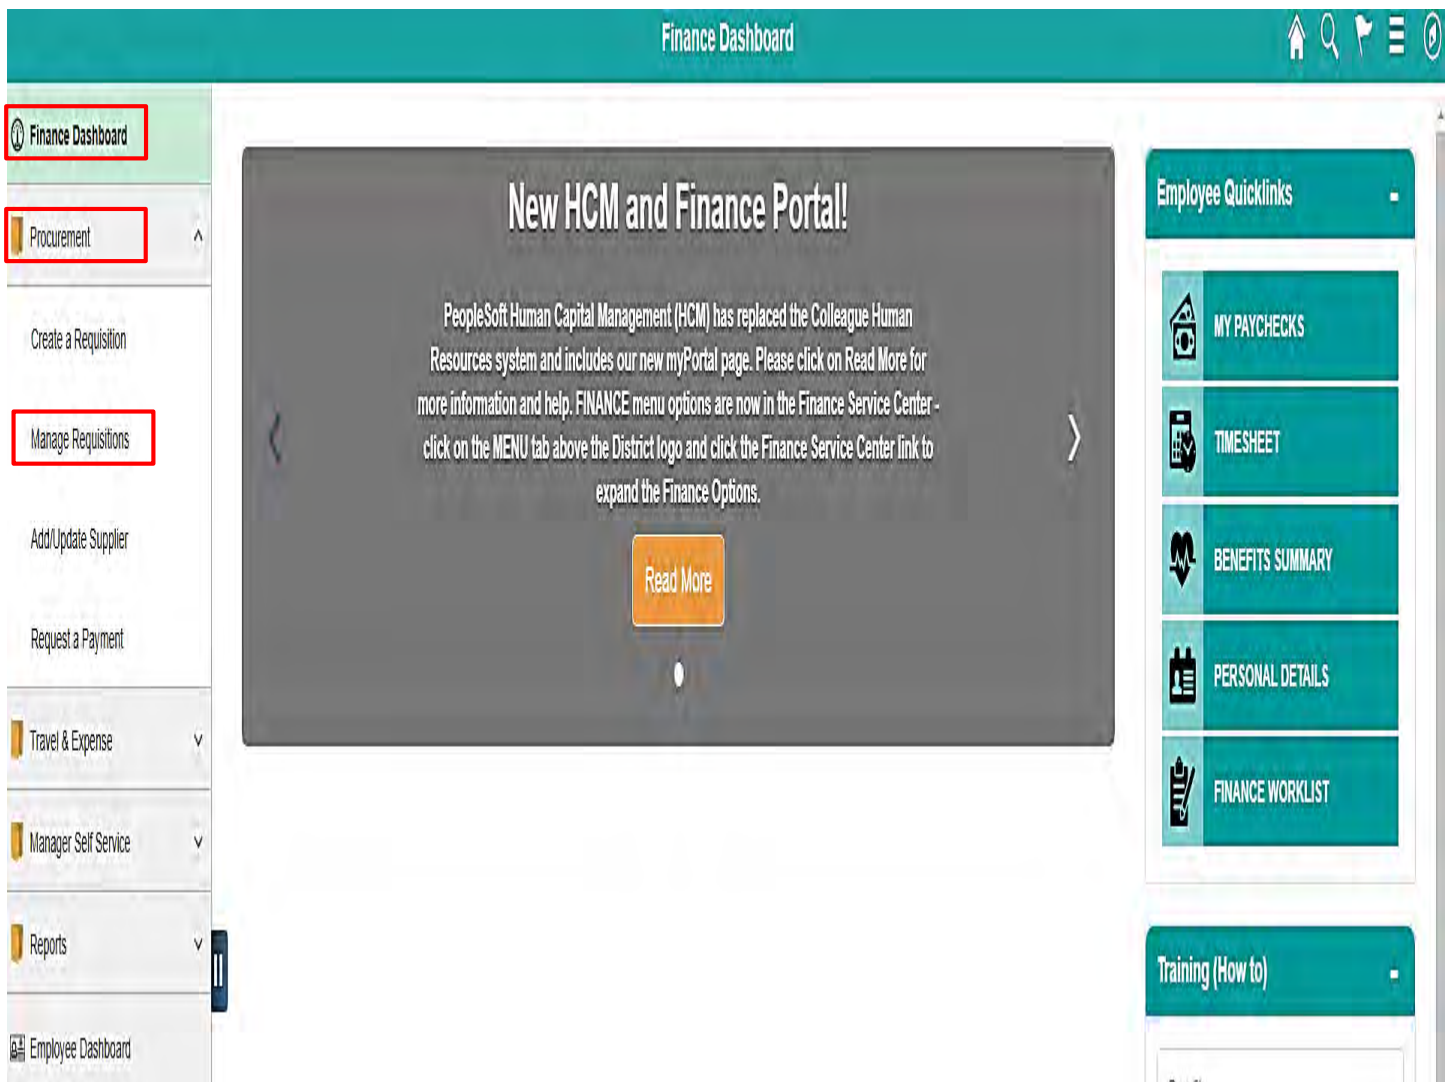 Finance Dashboard
Finance Dashboard
Procurement
Create a Requisition
Manage Requisitions
Add/Update Supplier
Request a Payment
Travel & Expense
Manager Self Service
Reports
Employee Dashboard
New HCM and Finance Portal!
PeopleSoft Human Capital Management (HCM) has replaced the Colleague Human
Resources system and includes our new myPortal page. Please click on Read More for
more information and help. FINANCE menu options are now in the Finance Service Center -
click on the MENU tab above the District logo and click the Finance Service Center link to
expand the Finance Options.
Read More
Employee Quicklinks
MY PAYCHECKS
TIMESHEET
BENEFITS SUMMARY
PERSONAL DETAILS
FINANCE WORKLIST
Training (How to)